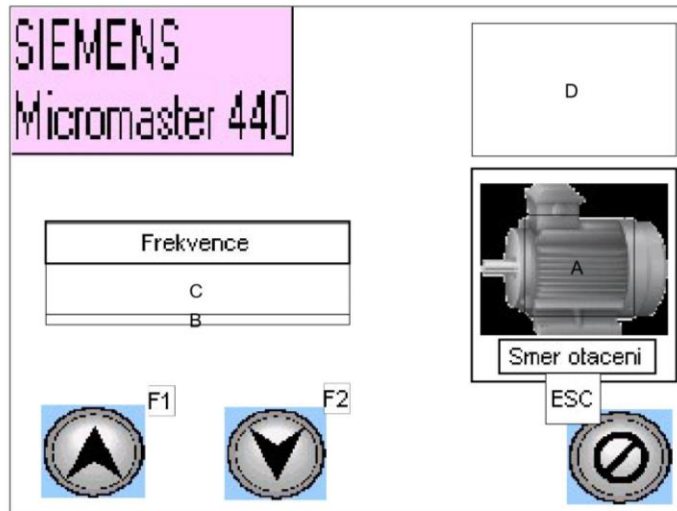 SIEMENS
Micromaster 440
D
Frekvence
C
B
A
Smer otaceni
F1
F2
ESC